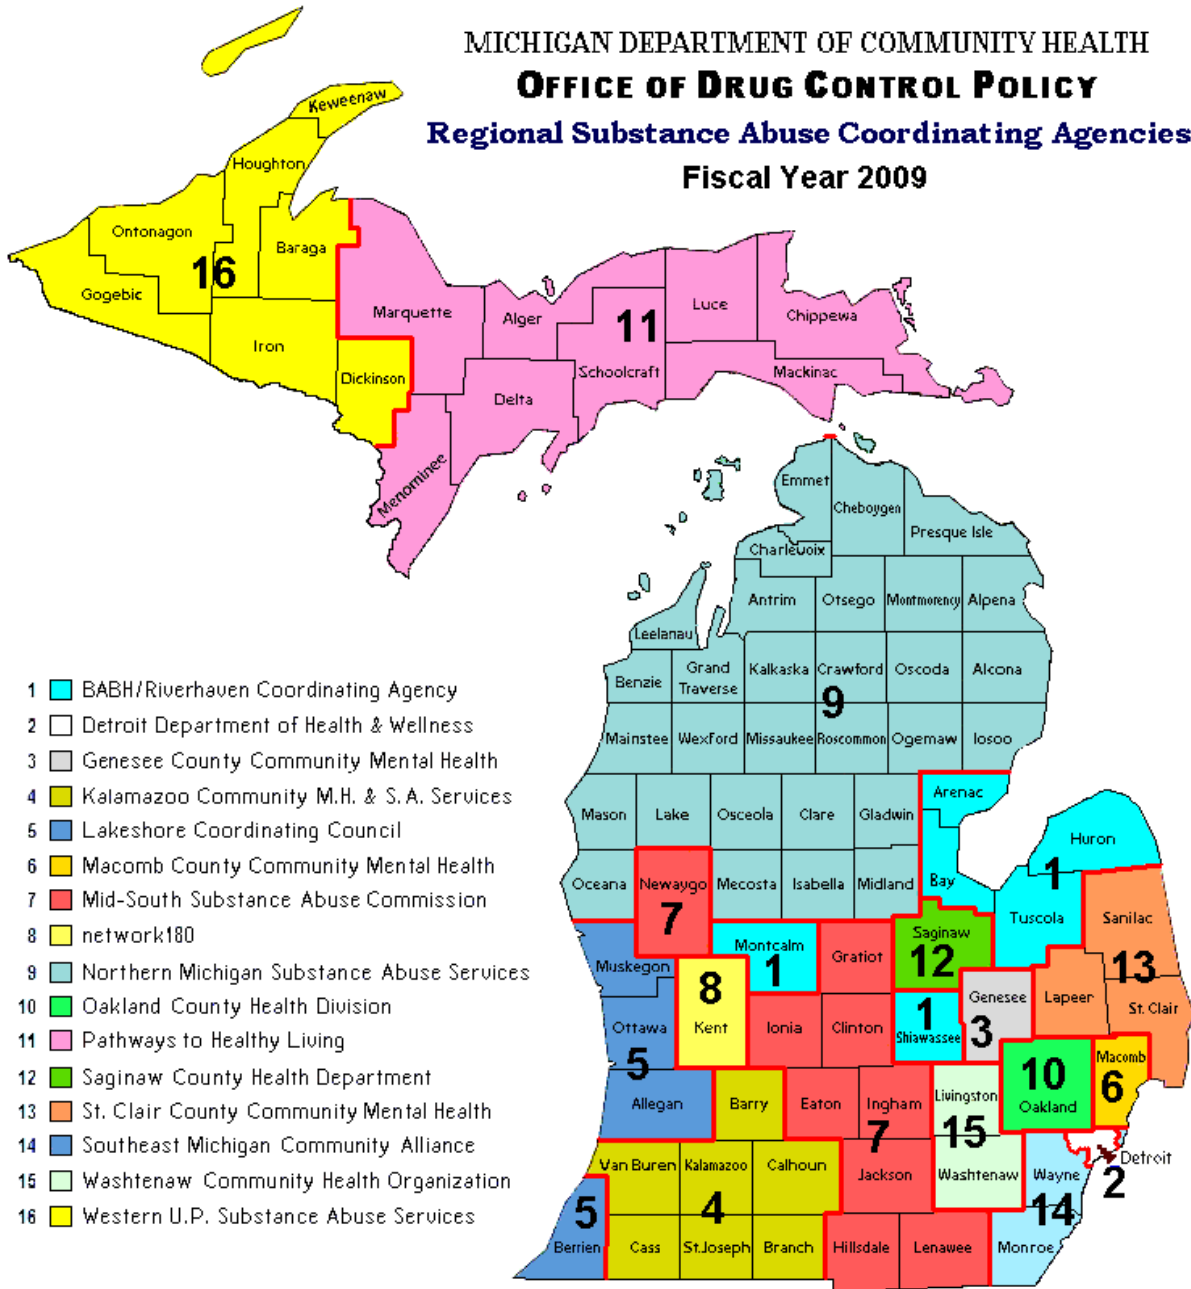 MICHIGAN DEPARTMENT OF COMMUNITY HEALTH
OFFICE OF DRUG CONTROL POLICY
Regional Substance Abuse Coordinating Agencies
Fiscal Year 2009
Keweenaw
Houghton
Ontonagon
Baraga
16
Gogebic
Iron
Dickinson
Marquette
Alger
11
Luce
Chippewa
Schoolcraft
Mackinac
Delta
Menominee
Emmet
Cheboygen
Presque Isle
Charlevoix
Antrim
Otsego
Montmorency
Alpena
Leelanau
Benzie
Grand
Traverse
Kalkaska
Crawford
Oscoda
Alcona
9
Mainstee
Wexford
Missaukee
Roscommon
Ogemaw
Iosoo
Mason
Lake
Osceola
Clare
Gladwin
Arenac
Huron
1
Oceana
Newaygo
7
Mecosta
Isabella
Midland
Bay
Tuscola
Sanilac
13
Muskegon
Montcalm
1
Gratiot
Saginaw
12
8
Kent
Ottawa
5
Ionia
Clinton
1
Shiawassee
Genesee
3
Lapeer
St. Clair
Allegan
Barry
Eaton
Ingham
7
Livingston
15
10
Oakland
Macomb
6
Van Buren
Kalamazoo
Calhoun
Jackson
Washtenaw
Wayne
14
Detroit
2
5
Berrien
4
Cass
St.Joseph
Branch
Hillsdale
Lenawee
Monroe
1 BABH/Riverhaven Coordinating Agency
2 Detroit Department of Health & Wellness
3 Genesee County Community Mental Health
4 Kalamazoo Community M.H. & S.A. Services
5 Lakeshore Coordinating Council
6 Macomb County Community Mental Health
7 Mid-South Substance Abuse Commission
8 network180
9 Northern Michigan Substance Abuse Services
10 Oakland County Health Division
11 Pathways to Healthy Living
12 Saginaw County Health Department
13 St. Clair County Community Mental Health
14 Southeast Michigan Community Alliance
15 Washtenaw Community Health Organization
16 Western U.P. Substance Abuse Services